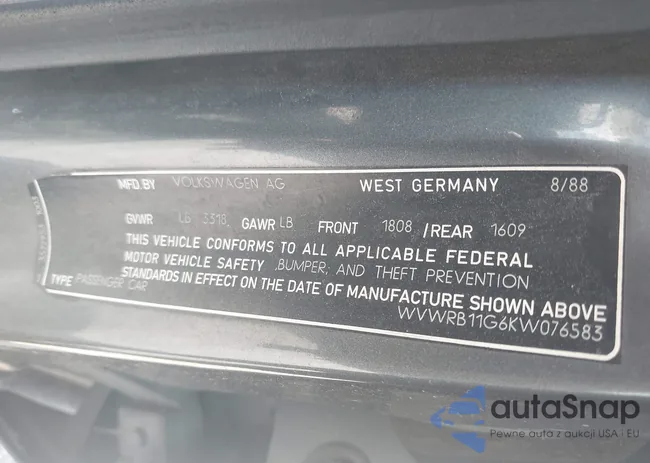 MFD.BY VOLKSWAGEN AG WEST GERMANY 8/88
GVWR LB 3318 GAWR LB FRONT 1808 /REAR 1609
THIS VEHICLE CONFORMS TO ALL APPLICABLE FEDERAL
MOTOR VEHICLE SAFETY ,BUMPER, AND THEFT PREVENTION
STANDARDS IN EFFECT ON THE DATE OF MANUFACTURE SHOWN ABOVE
TYPE: PASSENGER CAR WVWRB11G6KW076583
autaSnap
Pewne auta z aukcji USA i EU